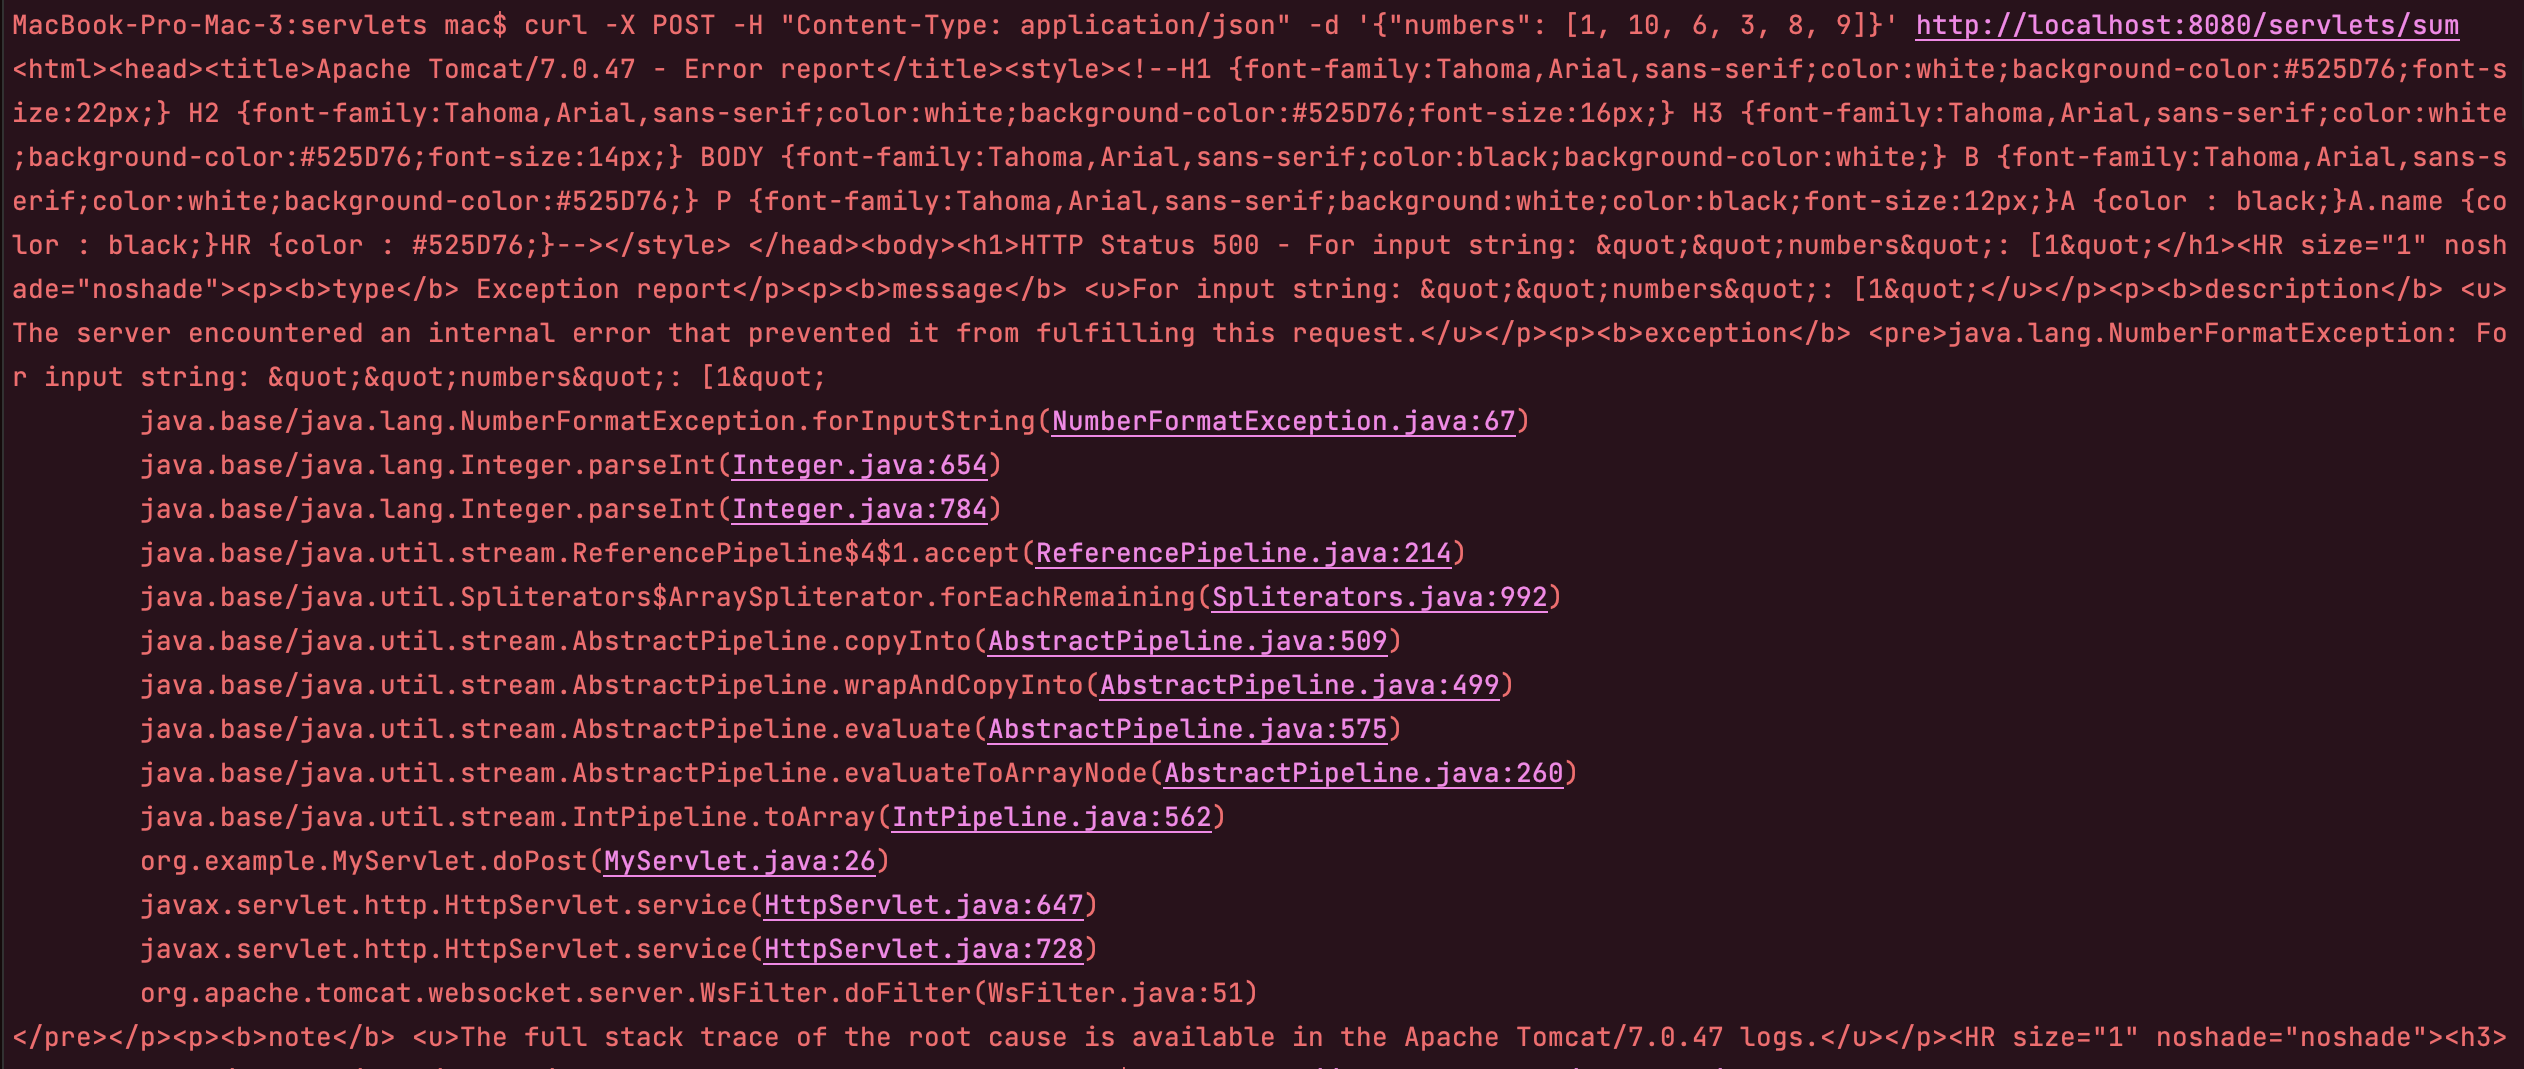 MacBook-Pro-Mac-3:servlets mac$ curl -X POST -H "Content-Type: application/json" -d '{"numbers": [1, 10, 6, 3, 8, 9]}' http://localhost:8080/servlets/sum
<html><head><title>Apache Tomcat/7.0.47 - Error report</title><style><!--H1 {font-family:Tahoma,Arial,sans-serif;color:white;background-color:#525D76;font-s
ize:22px;} H2 {font-family:Tahoma,Arial,sans-serif;color:white;background-color:#525D76;font-size:16px;} H3 {font-family:Tahoma,Arial,sans-serif;color:white
;background-color:#525D76;font-size:14px;} BODY {font-family:Tahoma,Arial,sans-serif;color:black;background-color:white;} B {font-family:Tahoma,Arial,sans-s
erif;color:white;background-color:#525D76;} P {font-family:Tahoma,Arial,sans-serif;background:white;color:black;font-size:12px;}A {color : black;}A.name {co
lor : black;}HR {color : #525D76;}--></style> </head><body><h1>HTTP Status 500 - For input string: &quot;&quot;numbers&quot;: [1&quot;</h1><HR size="1" nosh
ade="noshade"><p><b>type</b> Exception report</p><p><b>message</b> <u>For input string: &quot;&quot;numbers&quot;: [1&quot;</u></p><p><b>description</b> <u>
The server encountered an internal error that prevented it from fulfilling this request.</u></p><p><b>exception</b> <pre>java.lang.NumberFormatException: Fo
r input string: &quot;&quot;numbers&quot;: [1&quot;
java.base/java.lang.NumberFormatException.forInputString(NumberFormatException.java:67)
java.base/java.lang.Integer.parseInt(Integer.java:654)
java.base/java.lang.Integer.parseInt(Integer.java:784)
java.base/java.util.stream.ReferencePipeline$4$1.accept(ReferencePipeline.java:214)
java.base/java.util.Spliterators$ArraySpliterator.forEachRemaining(Spliterators.java:992)
java.base/java.util.stream.AbstractPipeline.copyInto(AbstractPipeline.java:509)
java.base/java.util.stream.AbstractPipeline.wrapAndCopyInto(AbstractPipeline.java:499)
java.base/java.util.stream.AbstractPipeline.evaluate(AbstractPipeline.java:575)
java.base/java.util.stream.AbstractPipeline.evaluateToArrayNode(AbstractPipeline.java:260)
java.base/java.util.stream.IntPipeline.toArray(IntPipeline.java:562)
org.example.MyServlet.doPost(MyServlet.java:26)
javax.servlet.http.HttpServlet.service(HttpServlet.java:647)
javax.servlet.http.HttpServlet.service(HttpServlet.java:728)
org.apache.tomcat.websocket.server.WsFilter.doFilter(WsFilter.java:51)
</pre></p><p><b>note</b> <u>The full stack trace of the root cause is available in the Apache Tomcat/7.0.47 logs.</u></p><HR size="1" noshade="noshade"><h3>